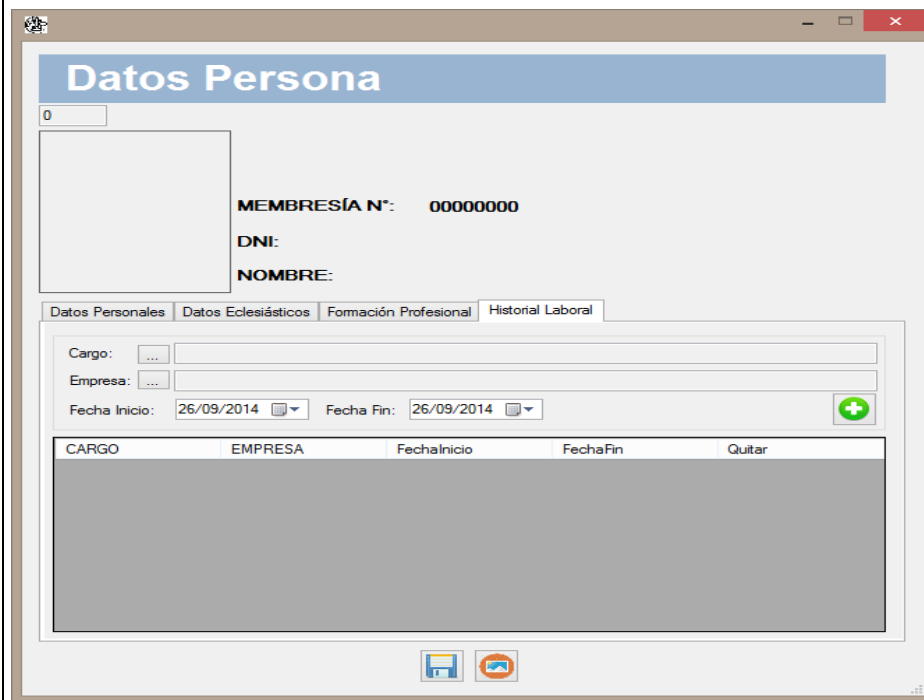 Datos Persona
0
MEMBRESÍA N°: 00000000
DNI:
NOMBRE:
Datos Personales Datos Eclesiásticos Formación Profesional Historial Laboral
Cargo: ...
Empresa: ...
Fecha Inicio: 26/09/2014 Fecha Fin: 26/09/2014
CARGO EMPRESA FechaInicio FechaFin Quitar